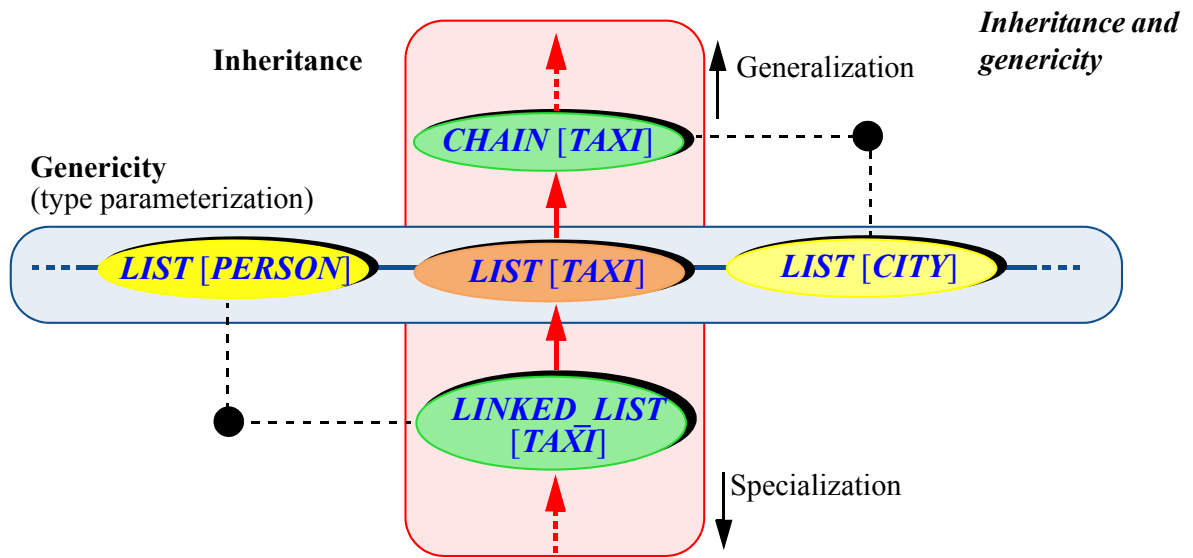 Inheritance and
genericity
Inheritance
Generalization
CHAIN [TAXI]
Genericity
(type parameterization)
LIST [PERSON]
LIST [TAXI]
LIST [CITY]
LINKED_LIST
[TAXI]
Specialization